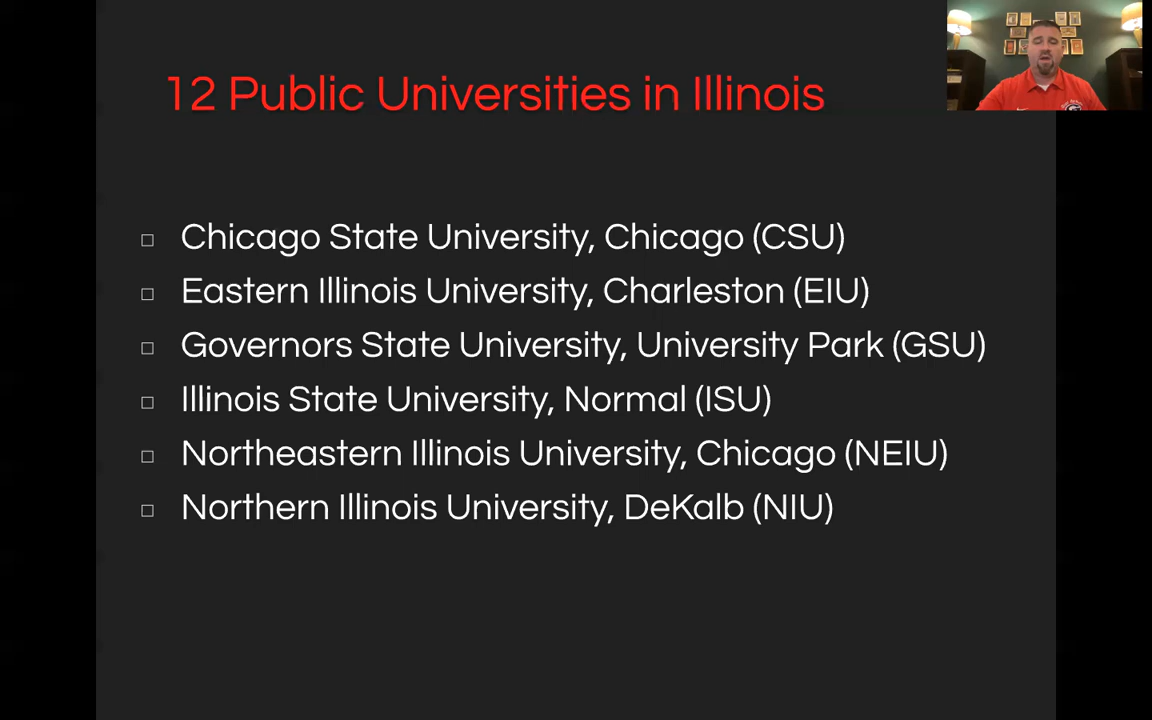 12 Public Universities in Illinois
Chicago State University, Chicago (CSU)
Eastern Illinois University, Charleston (EIU)
Governors State University, University Park (GSU)
Illinois State University, Normal (ISU)
Northeastern Illinois University, Chicago (NEIU)
Northern Illinois University, DeKalb (NIU)